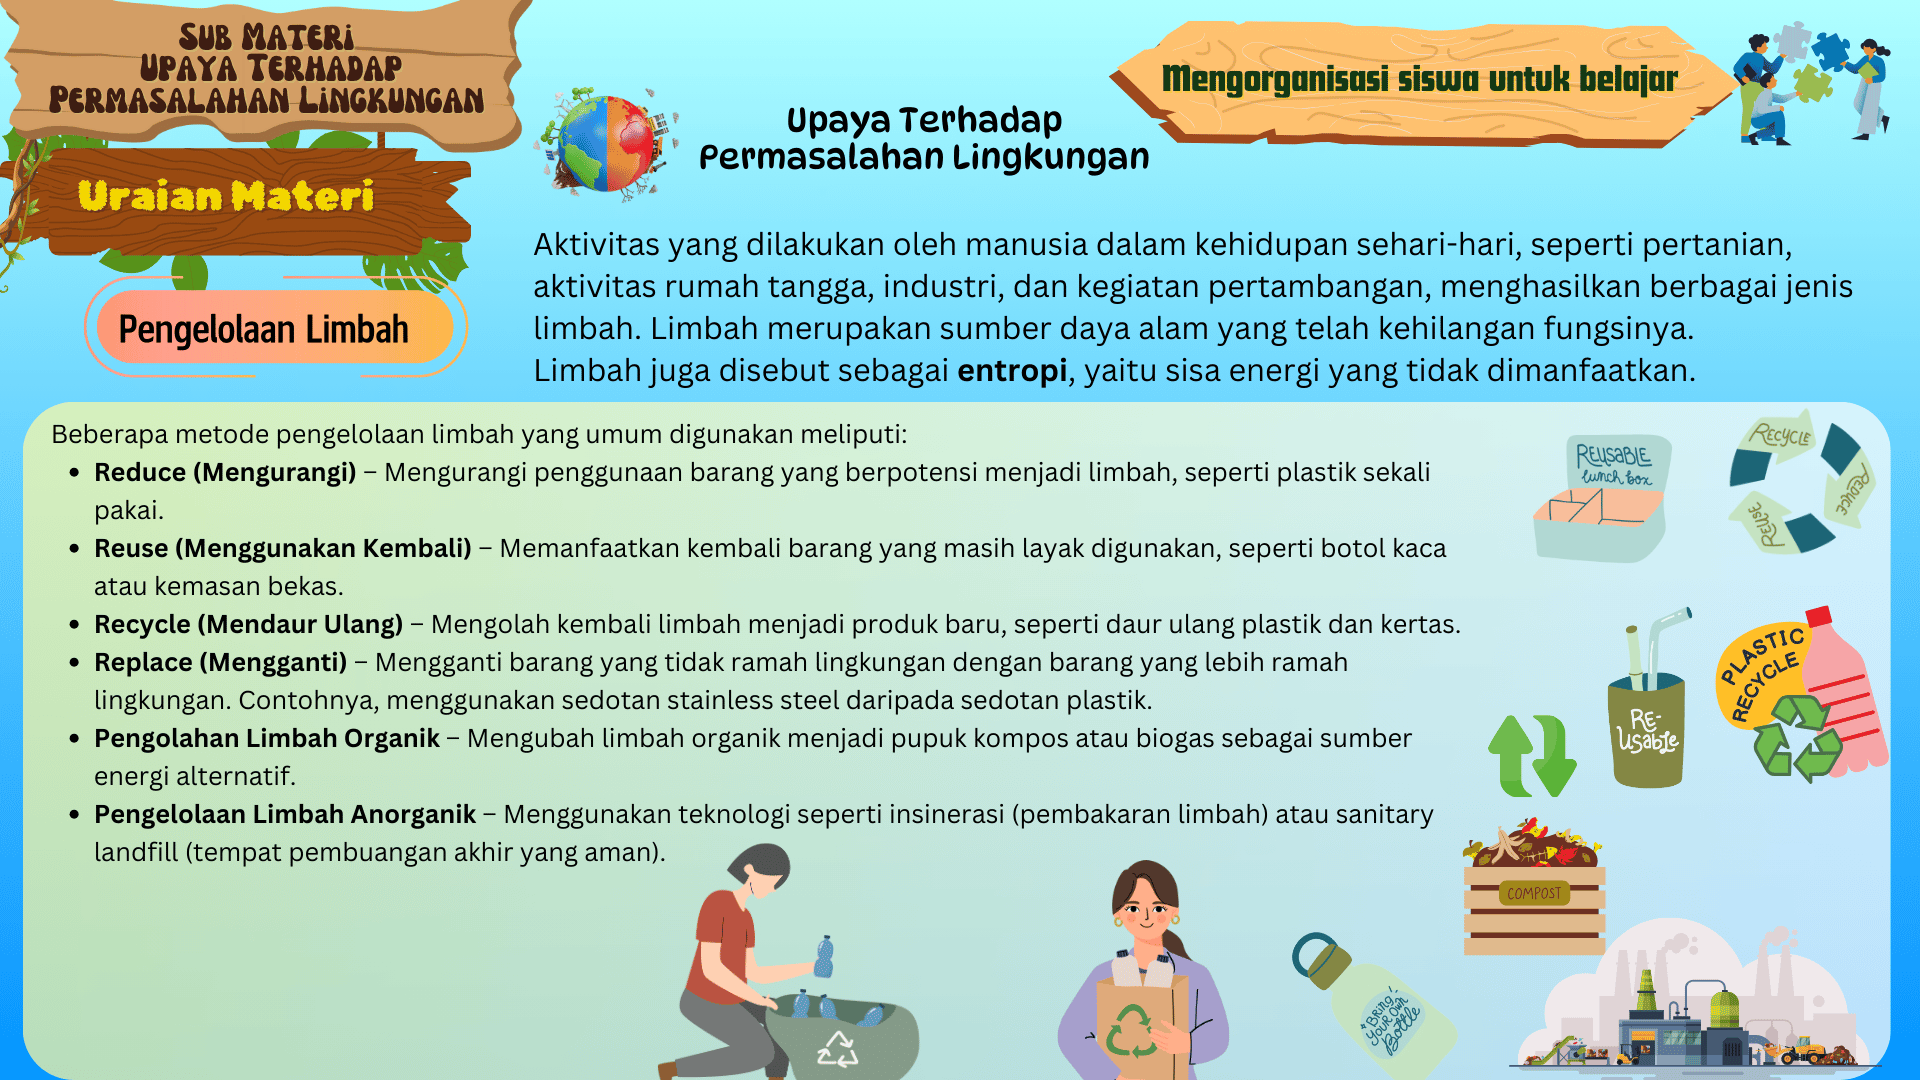 Sub Materi
Upaya Terhadap
Permasalahan Lingkungan
Uraian Materi
Pengelolaan Limbah
Upaya Terhadap
Permasalahan Lingkungan
Mengorganisasi siswa untuk belajar
Aktivitas yang dilakukan oleh manusia dalam kehidupan sehari-hari, seperti pertanian,
aktivitas rumah tangga, industri, dan kegiatan pertambangan, menghasilkan berbagai jenis
limbah. Limbah merupakan sumber daya alam yang telah kehilangan fungsinya.
Limbah juga disebut sebagai entropi, yaitu sisa energi yang tidak dimanfaatkan.
Beberapa metode pengelolaan limbah yang umum digunakan meliputi:
• Reduce (Mengurangi) – Mengurangi penggunaan barang yang berpotensi menjadi limbah, seperti plastik sekali
pakai.
• Reuse (Menggunakan Kembali) – Memanfaatkan kembali barang yang masih layak digunakan, seperti botol kaca
atau kemasan bekas.
• Recycle (Mendaur Ulang) – Mengolah kembali limbah menjadi produk baru, seperti daur ulang plastik dan kertas.
• Replace (Mengganti) – Mengganti barang yang tidak ramah lingkungan dengan barang yang lebih ramah
lingkungan. Contohnya, menggunakan sedotan stainless steel daripada sedotan plastik.
• Pengolahan Limbah Organik – Mengubah limbah organik menjadi pupuk kompos atau biogas sebagai sumber
energi alternatif.
• Pengelolaan Limbah Anorganik – Menggunakan teknologi seperti insinerasi (pembakaran limbah) atau sanitary
landfill (tempat pembuangan akhir yang aman).
REUSABLE
lunch box
RECYCLE
REDUCE
REUSE
RE-
USABLE
PLASTIC
RECYCLE
COMPOST
BRING
YOUR OWN
Bottle